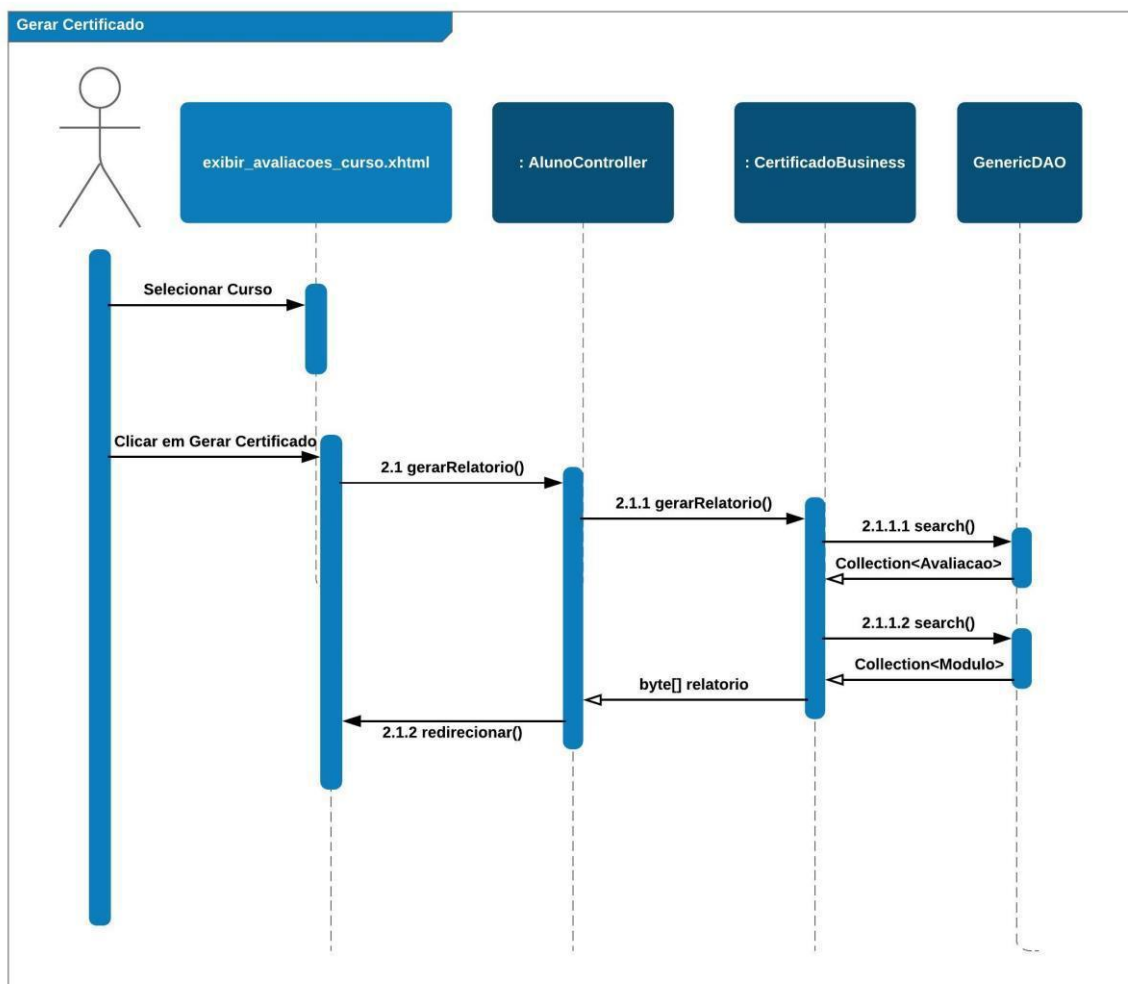 Gerar Certificado
exibir_avaliacoes_curso.xhtml
: AlunoController
: CertificadoBusiness
GenericDAO
Selecionar Curso
Clicar em Gerar Certificado
2.1 gerarRelatorio()
2.1.1 gerarRelatorio()
2.1.1.1 search()
Collection<Avaliacao>
2.1.1.2 search()
Collection<Modulo>
byte[] relatorio
2.1.2 redirecionar()